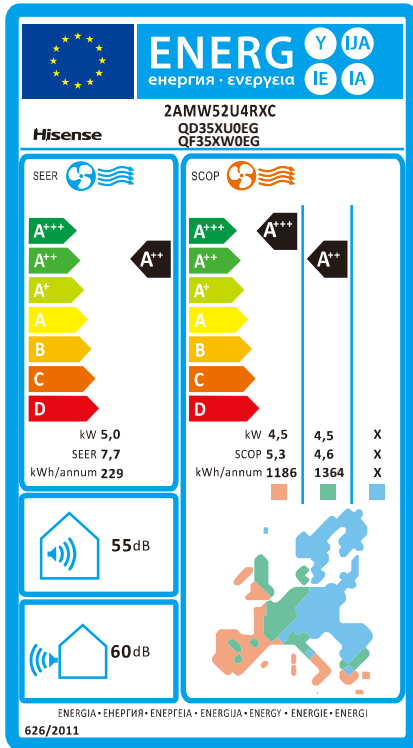 ENERG Y IJA
енергия · ενεργεια IE IA
2AMW52U4RXC
Hisense QD35XU0EG
QF35XW0EG
SEER
A+++
A++ A++
A+
A
B
C
D
kW 5,0
SEER 7,7
kWh/annum 229
SCOP
A+++ A+++
A++ A++
A+
A
B
C
D
kW 4,5 4,5 X
SCOP 5,3 4,6 X
kWh/annum 1186 1364 X
55dB
60dB
ENERGIA • ЕНЕРГИЯ • ΕΝΕΡΓΕΙΑ • ENERGIJA • ENERGY • ENERGIE • ENERGI
626/2011